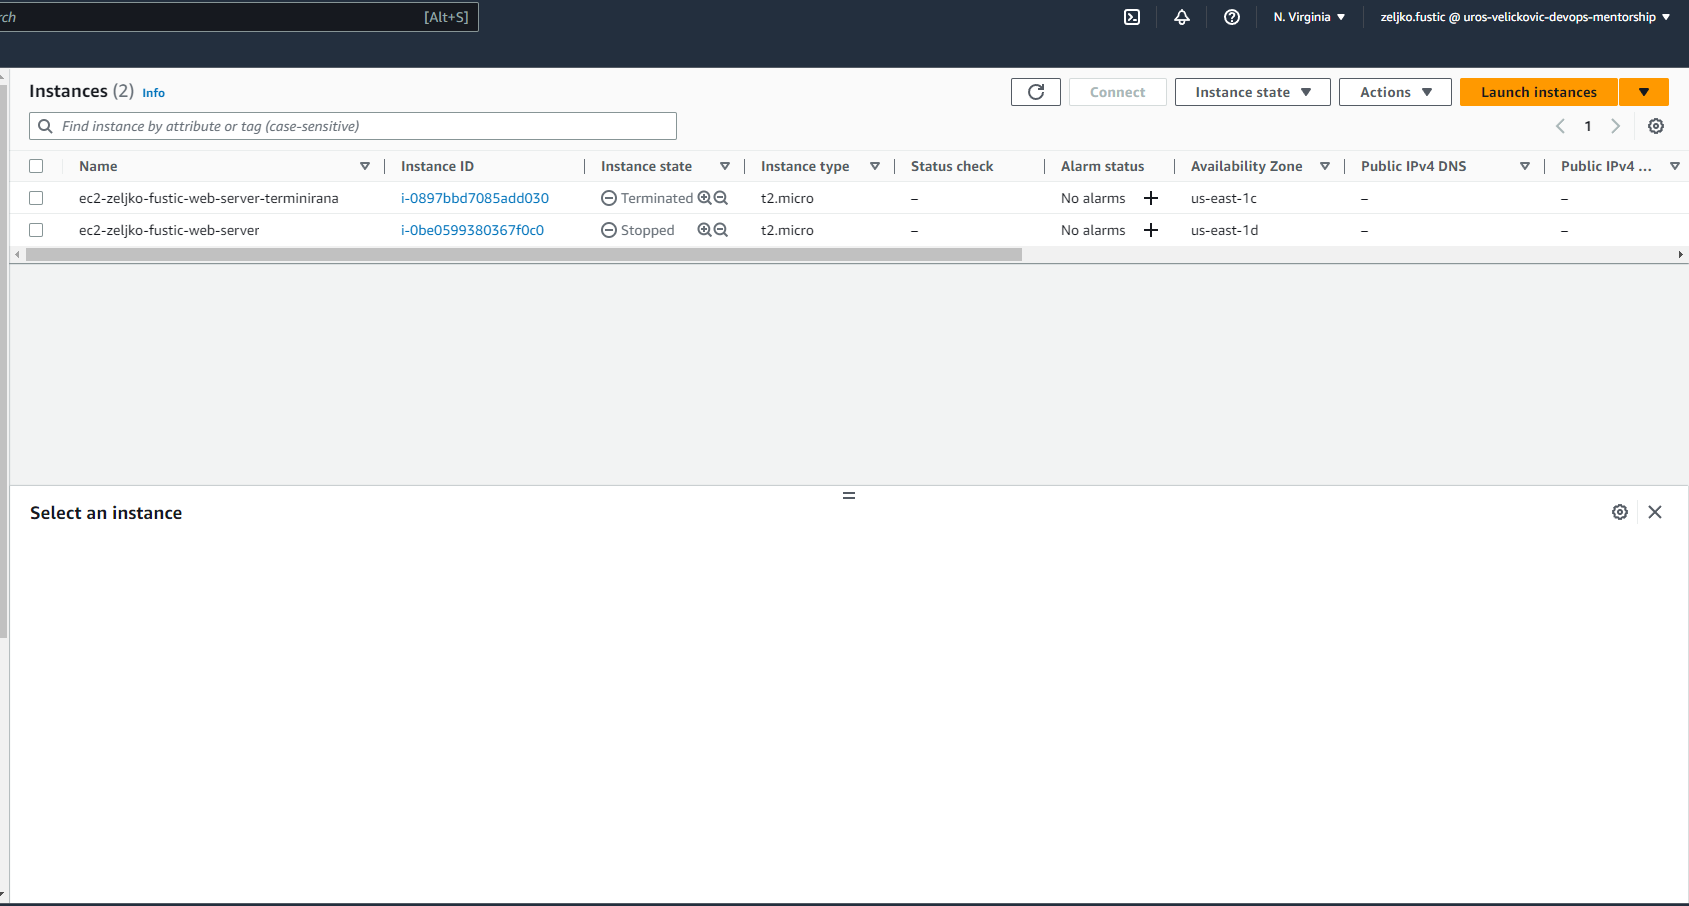 rch [Alt+S] N. Virginia zeljko.fustic @ uros-velickovic-devops-mentorship
Instances (2) Info Connect Instance state Actions Launch instances
Find instance by attribute or tag (case-sensitive) 1
Name Instance ID Instance state Instance type Status check Alarm status Availability Zone Public IPv4 DNS Public IPv4 ...
ec2-zeljko-fustic-web-server-terminirana i-0897bbd7085add030 Terminated t2.micro – No alarms + us-east-1c – –
ec2-zeljko-fustic-web-server i-0be0599380367f0c0 Stopped t2.micro – No alarms + us-east-1d – –
Select an instance